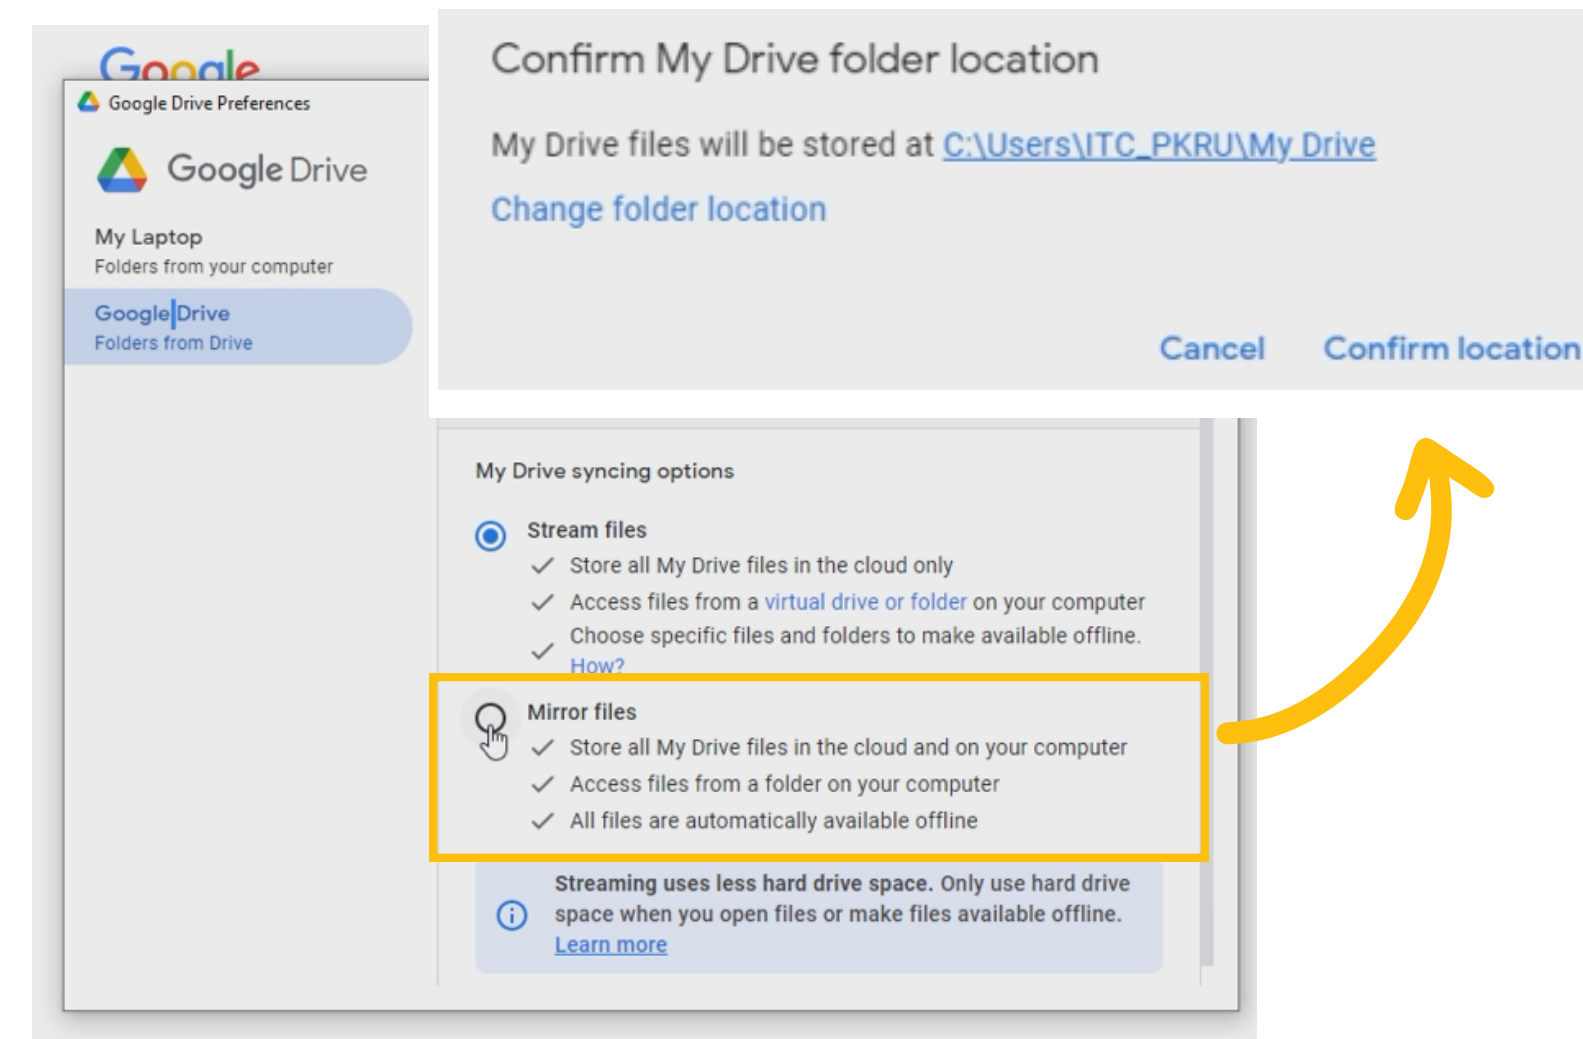 Google
Google Drive Preferences
Google Drive
My Laptop
Folders from your computer
Google Drive
Folders from Drive
Confirm My Drive folder location
My Drive files will be stored at C:\Users\ITC_PKRU\My Drive
Change folder location
Cancel Confirm location
My Drive syncing options
Stream files
Store all My Drive files in the cloud only
Access files from a virtual drive or folder on your computer
Choose specific files and folders to make available offline.
How?
Mirror files
Store all My Drive files in the cloud and on your computer
Access files from a folder on your computer
All files are automatically available offline
Streaming uses less hard drive space. Only use hard drive
space when you open files or make files available offline.
Learn more